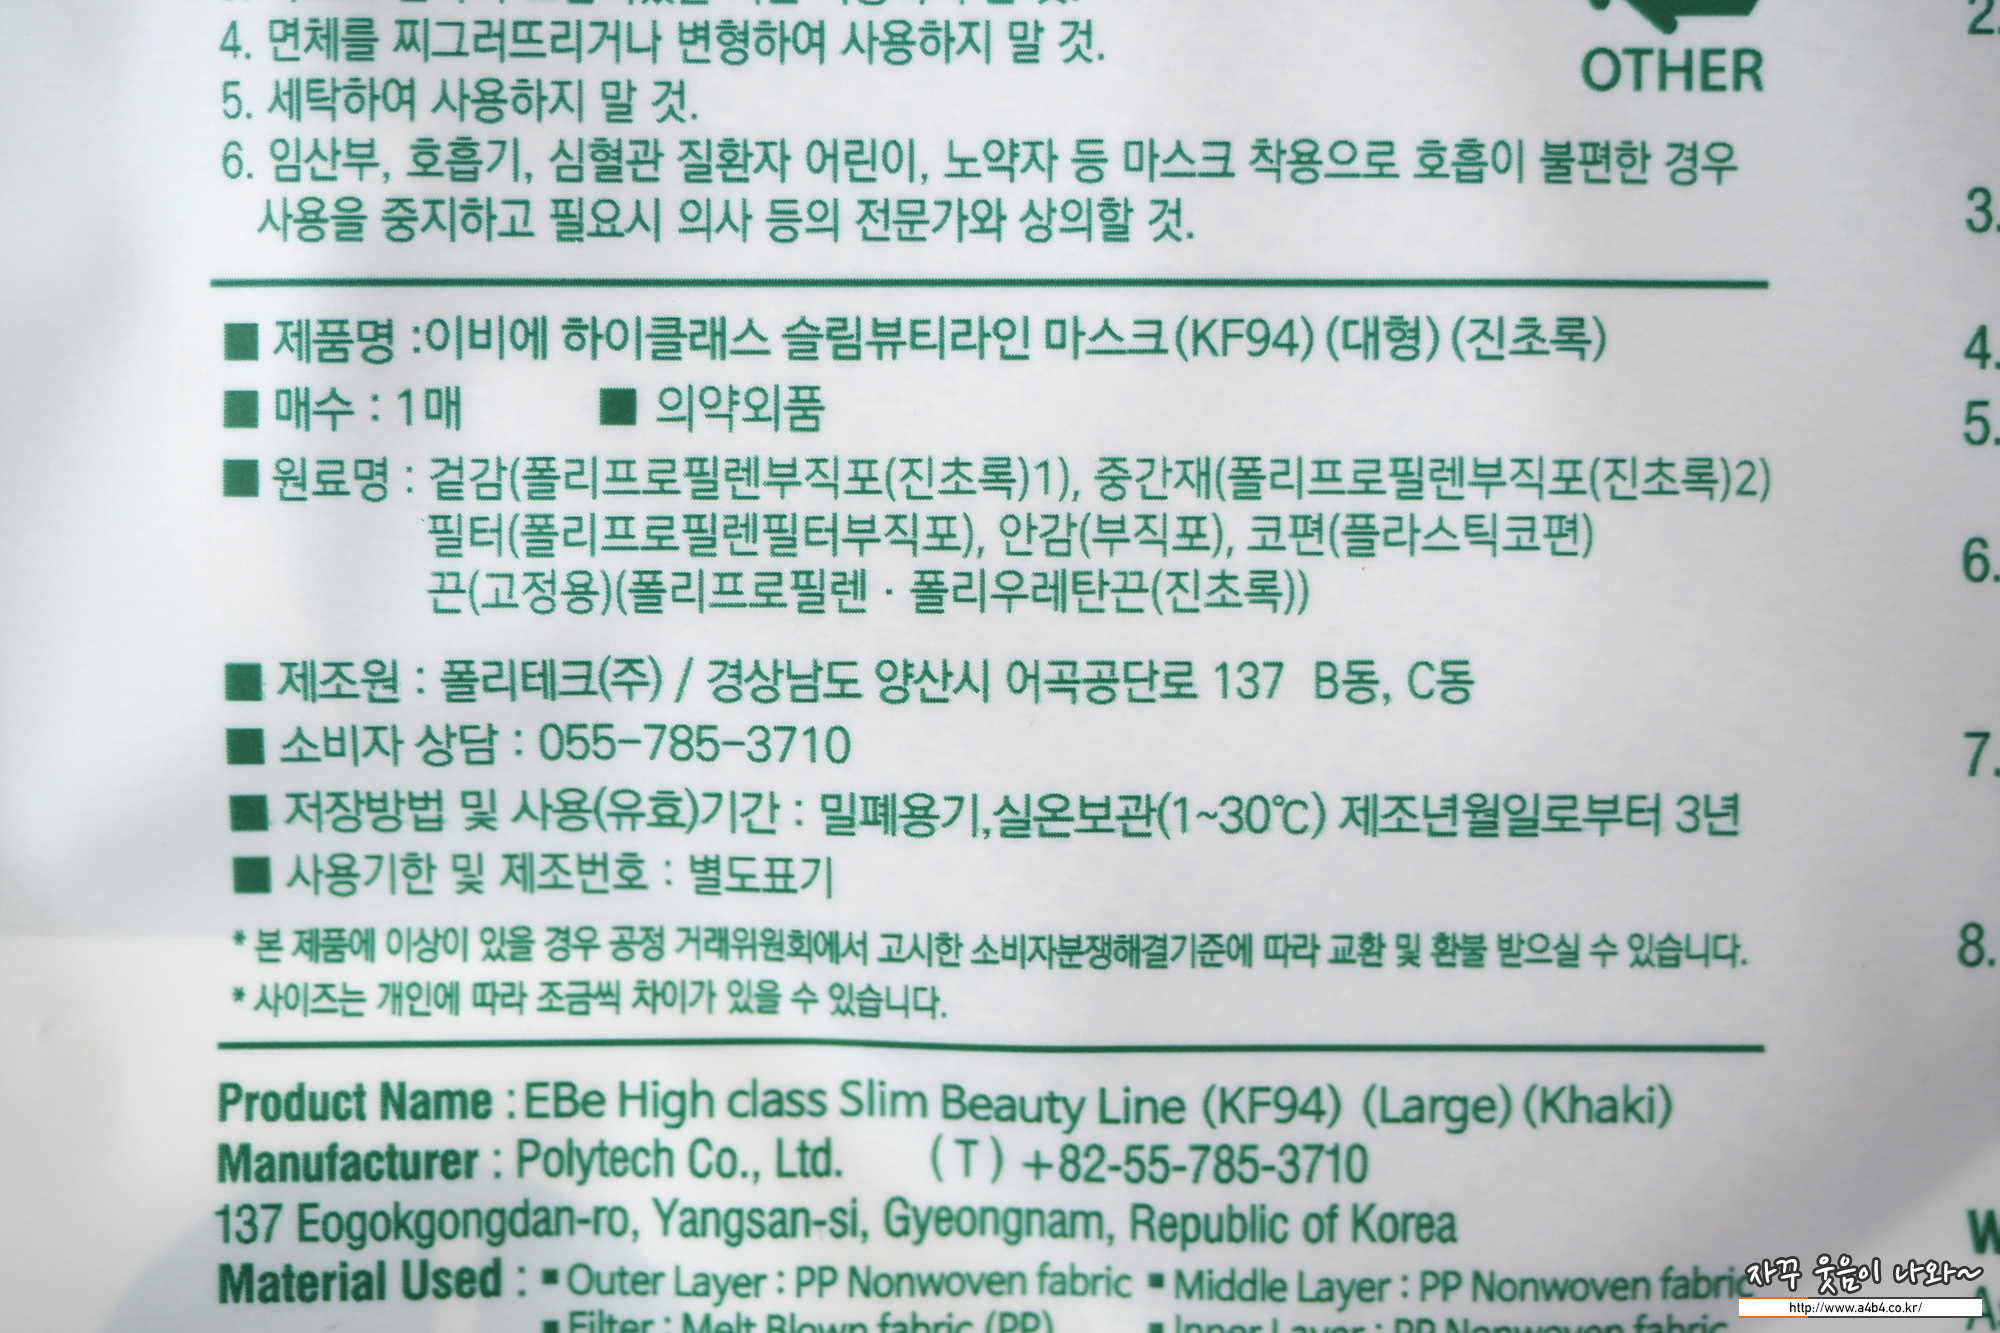 4. 면체를 찌그러뜨리거나 변형하여 사용하지 말 것.
OTHER
5. 세탁하여 사용하지 말 것.
6. 임산부, 호흡기, 심혈관 질환자 어린이, 노약자 등 마스크 착용으로 호흡이 불편한 경우
사용을 중지하고 필요시 의사 등의 전문가와 상의할 것.
■ 제품명 :이비에 하이클래스 슬림뷰티라인 마스크(KF94) (대형) (진초록)
■ 매수 : 1매 ■ 의약외품
■ 원료명 : 겉감(폴리프로필렌부직포(진초록)1), 중간재(폴리프로필렌부직포(진초록)2)
필터(폴리프로필렌필터부직포), 안감(부직포), 코편(플라스틱코편)
끈(고정용)(폴리프로필렌 · 폴리우레탄끈(진초록))
■ 제조원 : 폴리테크(주) / 경상남도 양산시 어곡공단로 137 B동, C동
■ 소비자 상담 : 055-785-3710
■ 저장방법 및 사용(유효)기간 : 밀폐용기,실온보관(1~30℃) 제조년월일로부터 3년
■ 사용기한 및 제조번호 : 별도표기
* 본 제품에 이상이 있을 경우 공정 거래위원회에서 고시한 소비자분쟁해결기준에 따라 교환 및 환불 받으실 수 있습니다.
* 사이즈는 개인에 따라 조금씩 차이가 있을 수 있습니다.
Product Name : EBe High class Slim Beauty Line (KF94) (Large) (Khaki)
Manufacturer : Polytech Co., Ltd. (T) +82-55-785-3710
137 Eogokgongdan-ro, Yangsan-si, Gyeongnam, Republic of Korea
Material Used : ■ Outer Layer : PP Nonwoven fabric ■ Middle Layer : PP Nonwoven fabric
■ Filter : Melt Blown fabric (PP) ■ Inner Layer : PP Nonwoven fabric
2.
3.
4.
5.
6.
7.
8.
자꾸 웃음이 나와~
http://www.a4b4.co.kr/